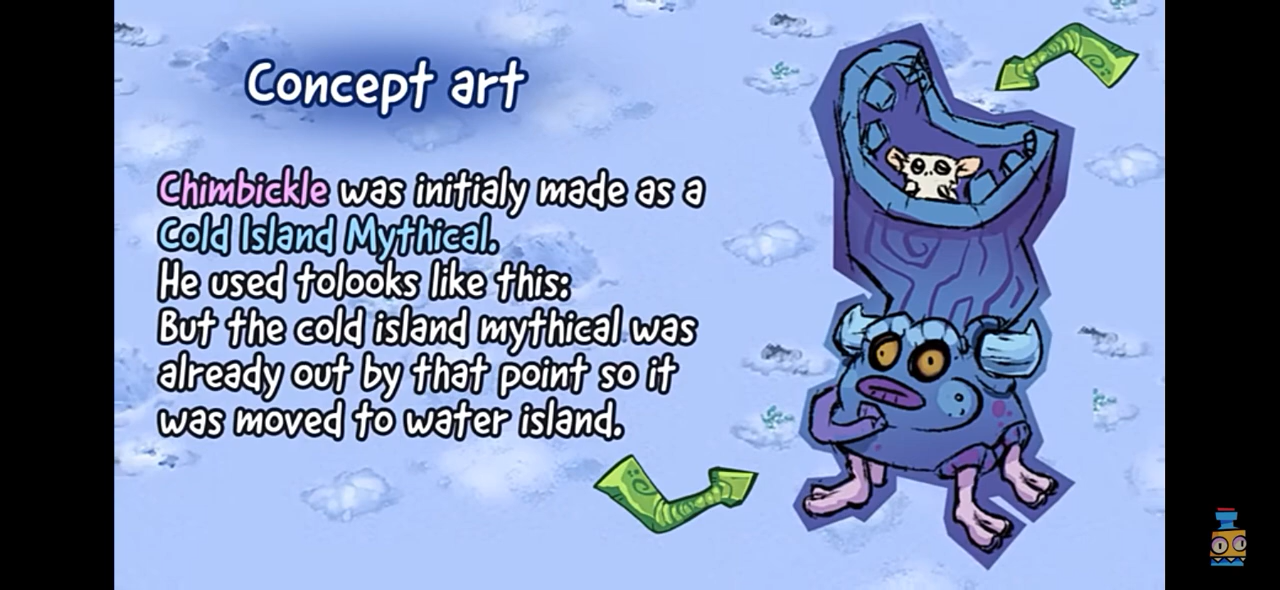 Concept art
Chimbickle was initialy made as a
Cold Island Mythical.
He used tolooks like this:
But the cold island mythical was
already out by that point so it
was moved to water island.